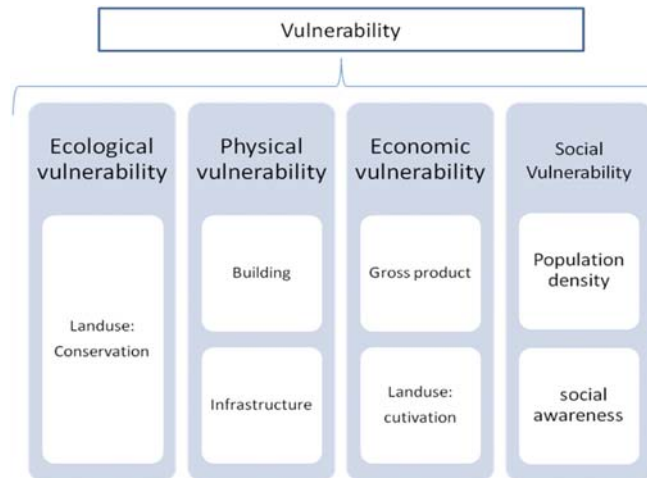 Vulnerability
Ecological
vulnerability
Landuse:
Conservation
Physical
vulnerability
Building
Infrastructure
Economic
vulnerability
Gross product
Landuse:
cutivation
Social
Vulnerability
Population
density
social
awareness